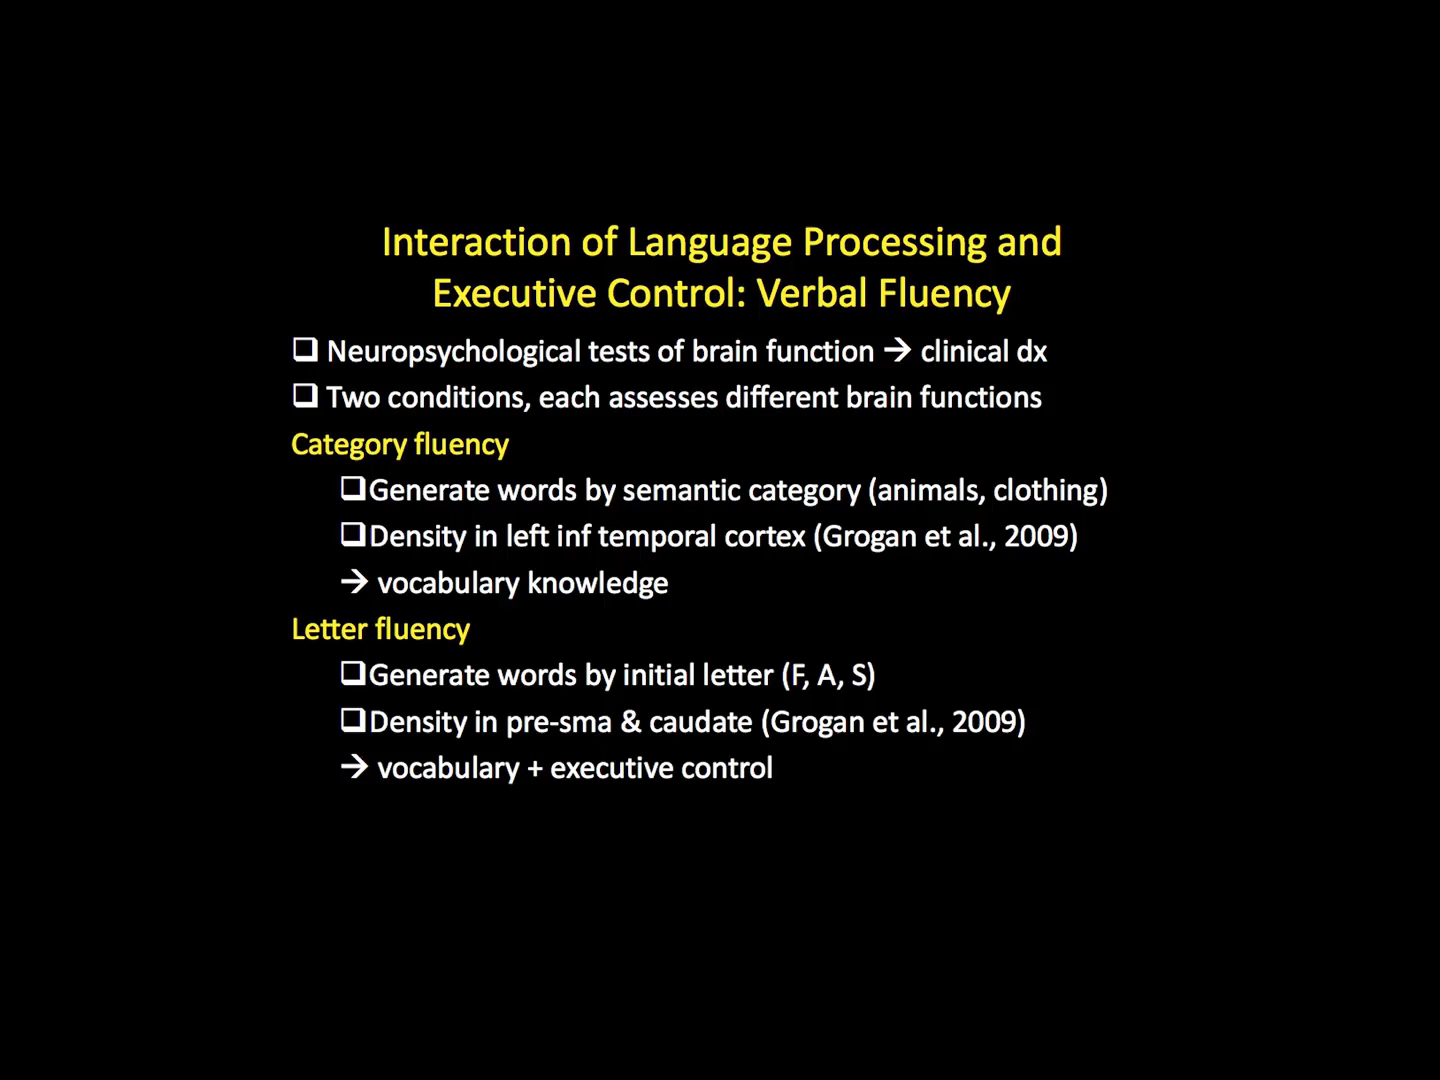 Interaction of Language Processing and
Executive Control: Verbal Fluency
❑ Neuropsychological tests of brain function → clinical dx
❑ Two conditions, each assesses different brain functions
Category fluency
❑Generate words by semantic category (animals, clothing)
❑Density in left inf temporal cortex (Grogan et al., 2009)
→ vocabulary knowledge
Letter fluency
❑Generate words by initial letter (F, A, S)
❑Density in pre-sma & caudate (Grogan et al., 2009)
→ vocabulary + executive control